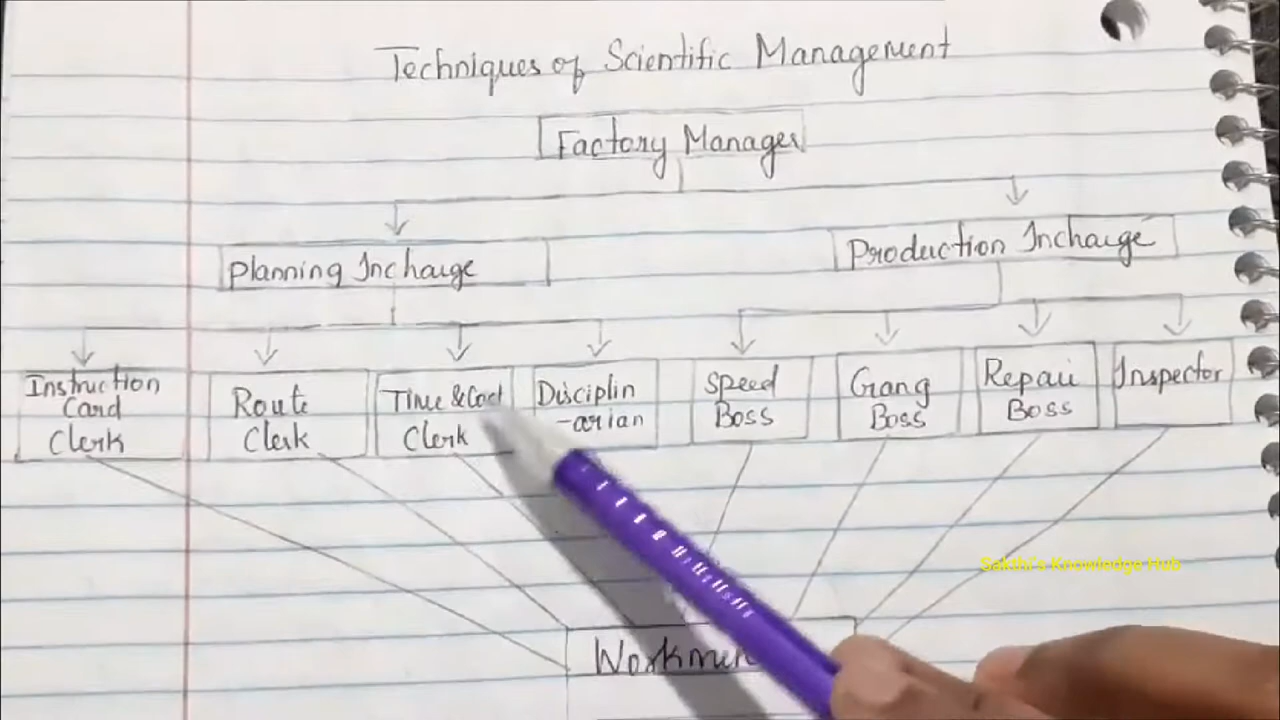 Techniques of Scientific Management
Factory Manager
Planning Incharge
Production Incharge
Instruction
Card
Clerk
Route
Clerk
Time & Cost
Clerk
Disciplin
-arian
Speed
Boss
Gang
Boss
Repair
Boss
Inspector
Sakthi's Knowledge Hub
Workmen